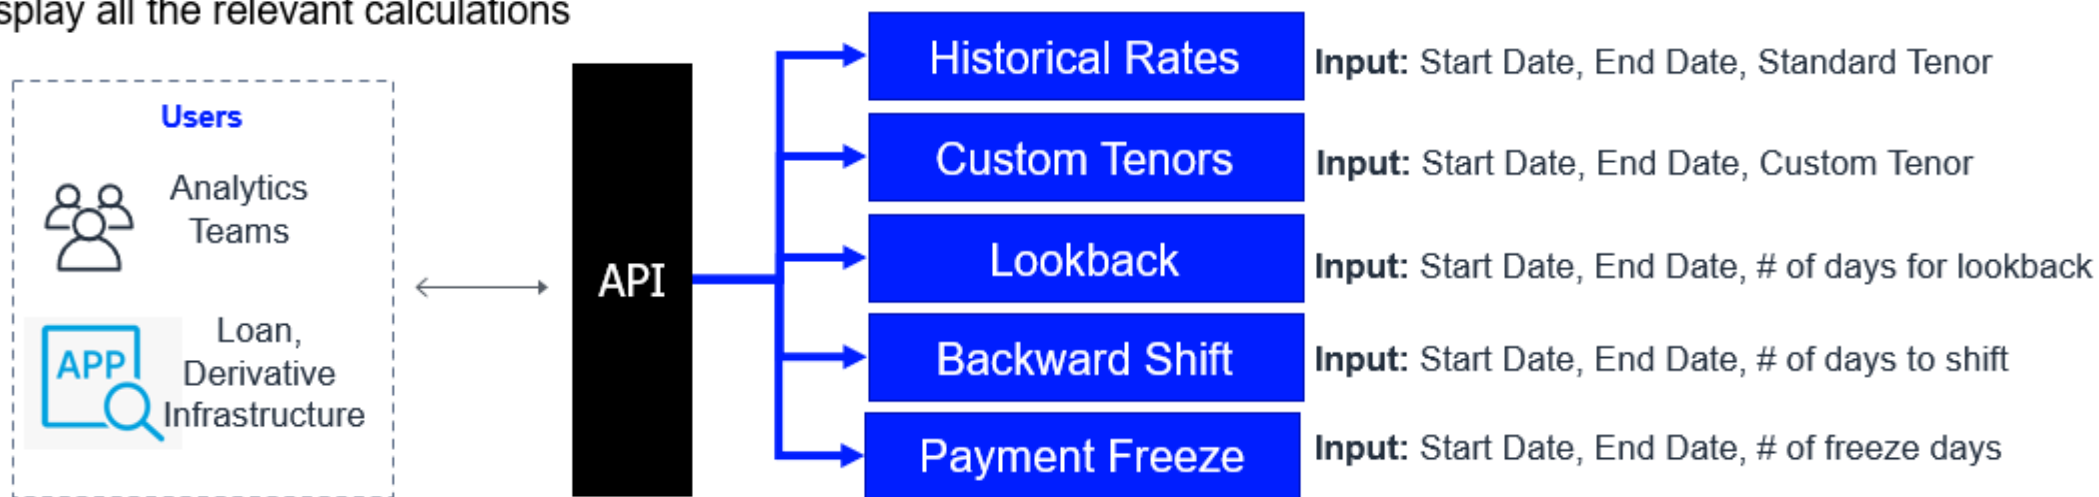 splay all the relevant calculations
Users
Analytics
Teams
APP
Loan,
Derivative
Infrastructure
API
Historical Rates
Input: Start Date, End Date, Standard Tenor
Custom Tenors
Input: Start Date, End Date, Custom Tenor
Lookback
Input: Start Date, End Date, # of days for lookback
Backward Shift
Input: Start Date, End Date, # of days to shift
Payment Freeze
Input: Start Date, End Date, # of freeze days